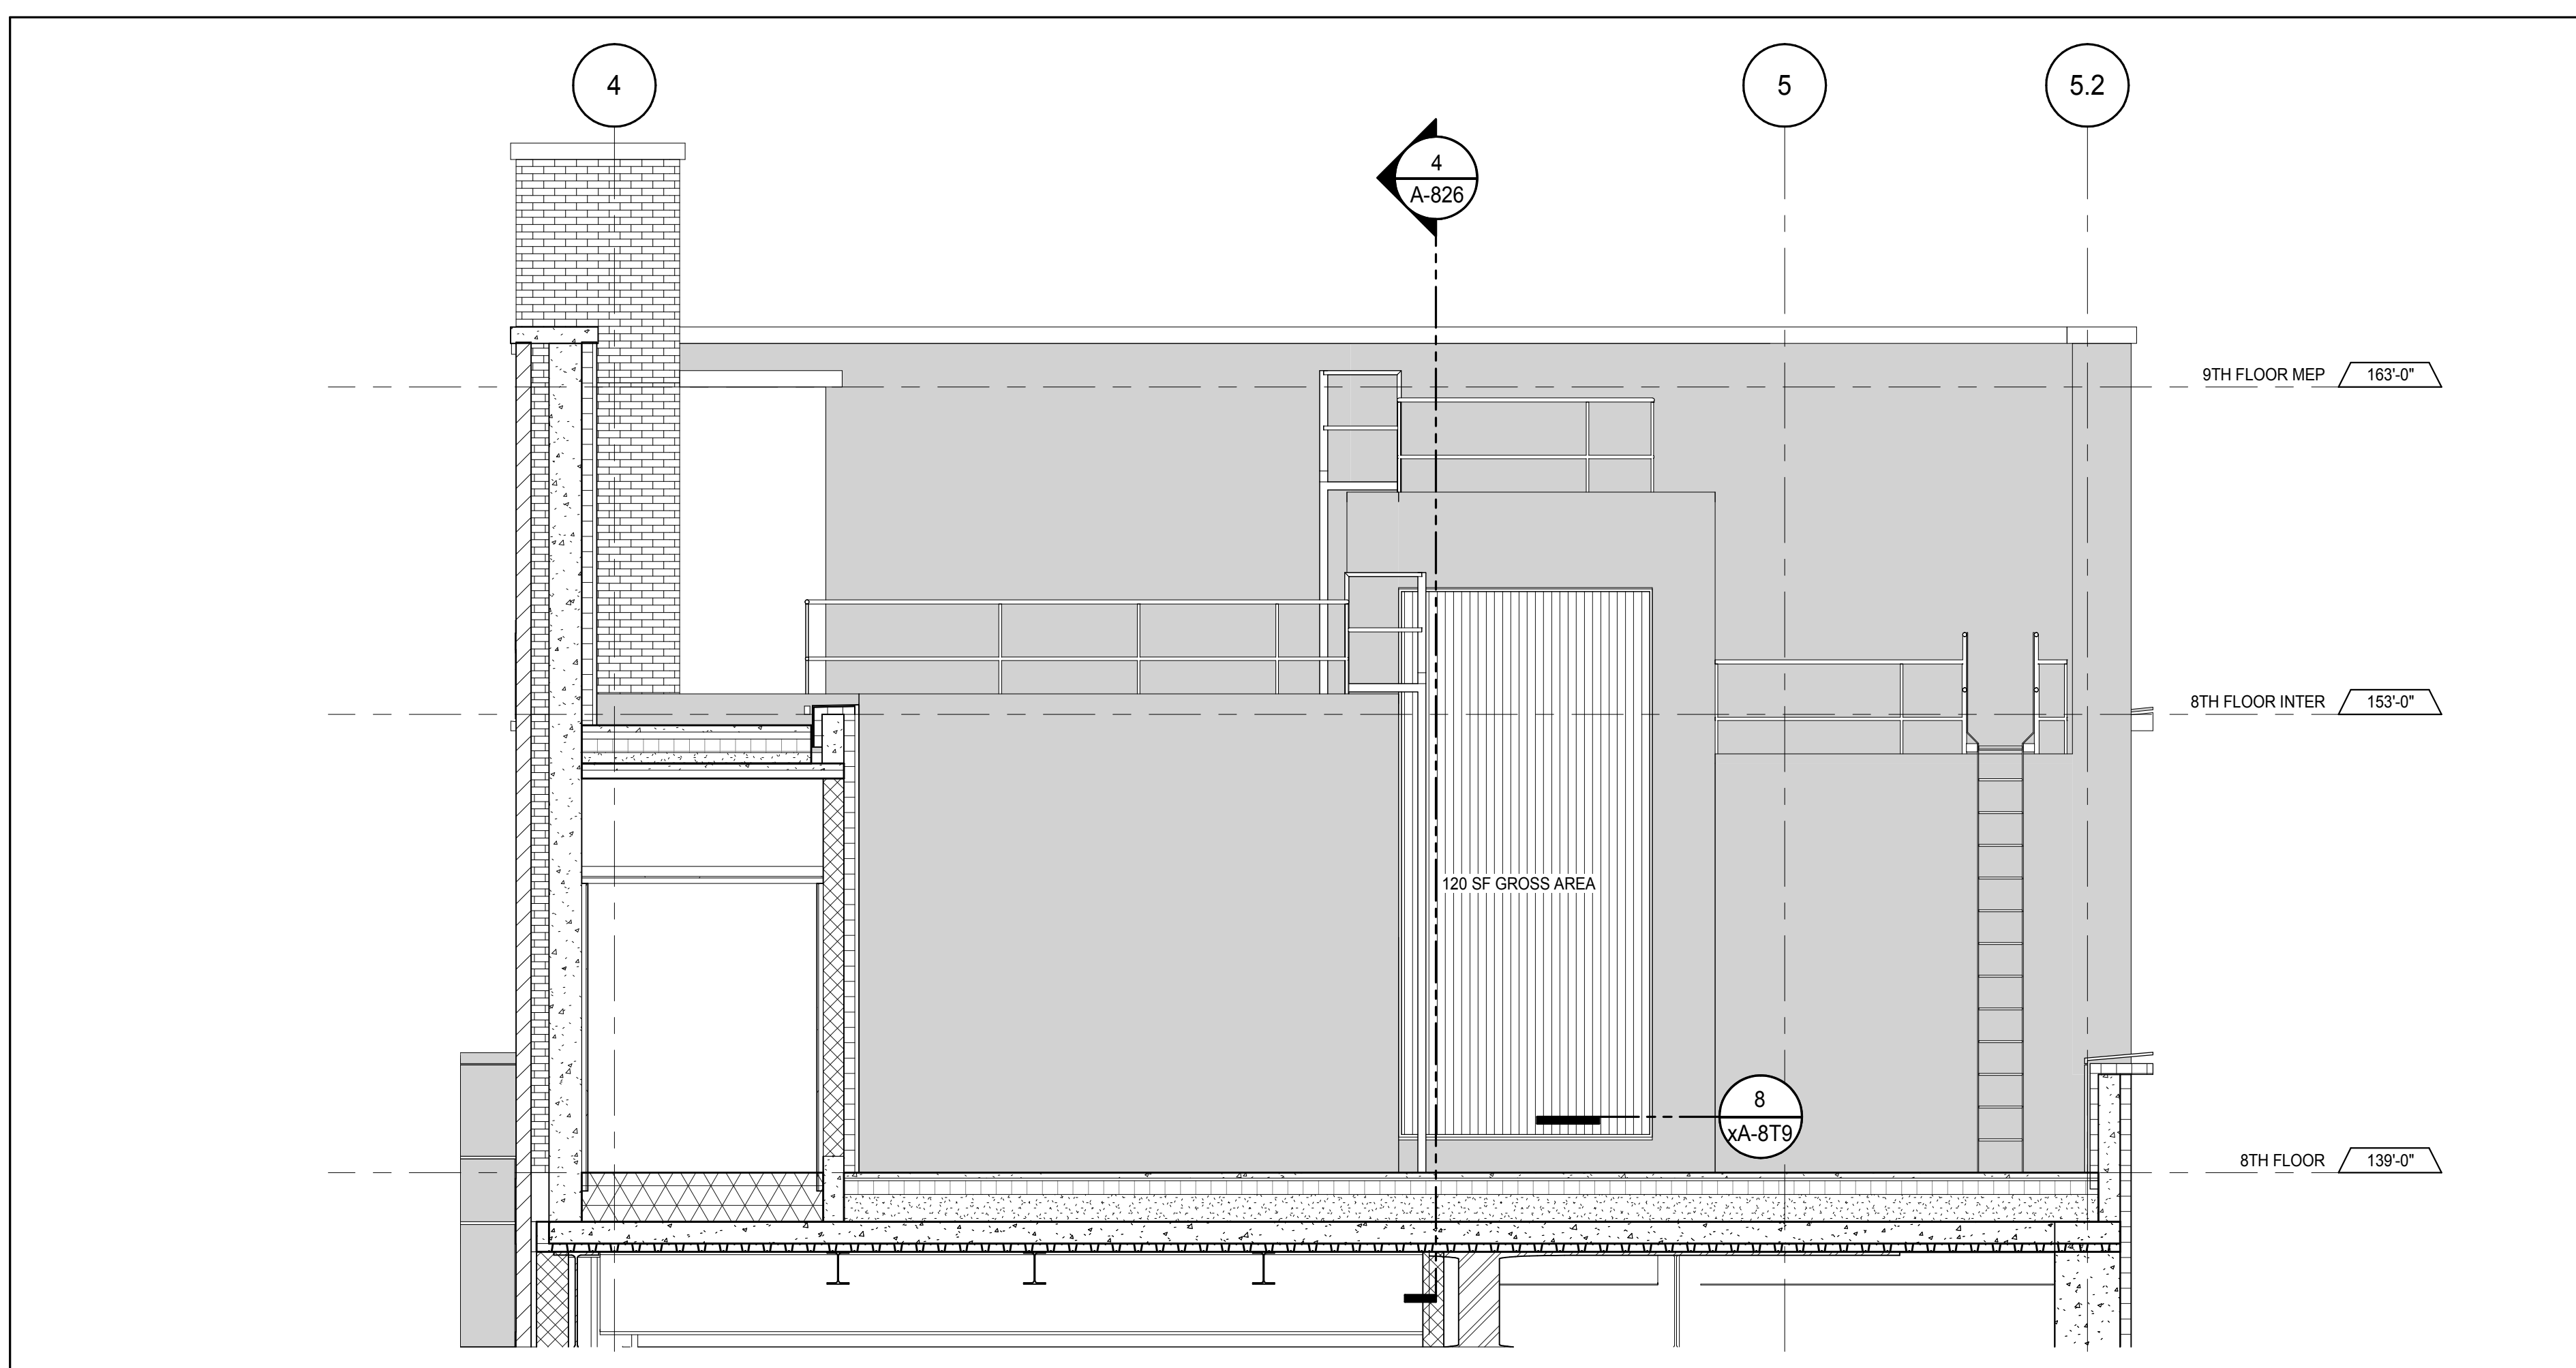 4
5
5.2
4
A-826
9TH FLOOR MEP 163'-0"
8TH FLOOR INTER 153'-0"
120 SF GROSS AREA
8
xA-8T9
8TH FLOOR 139'-0"